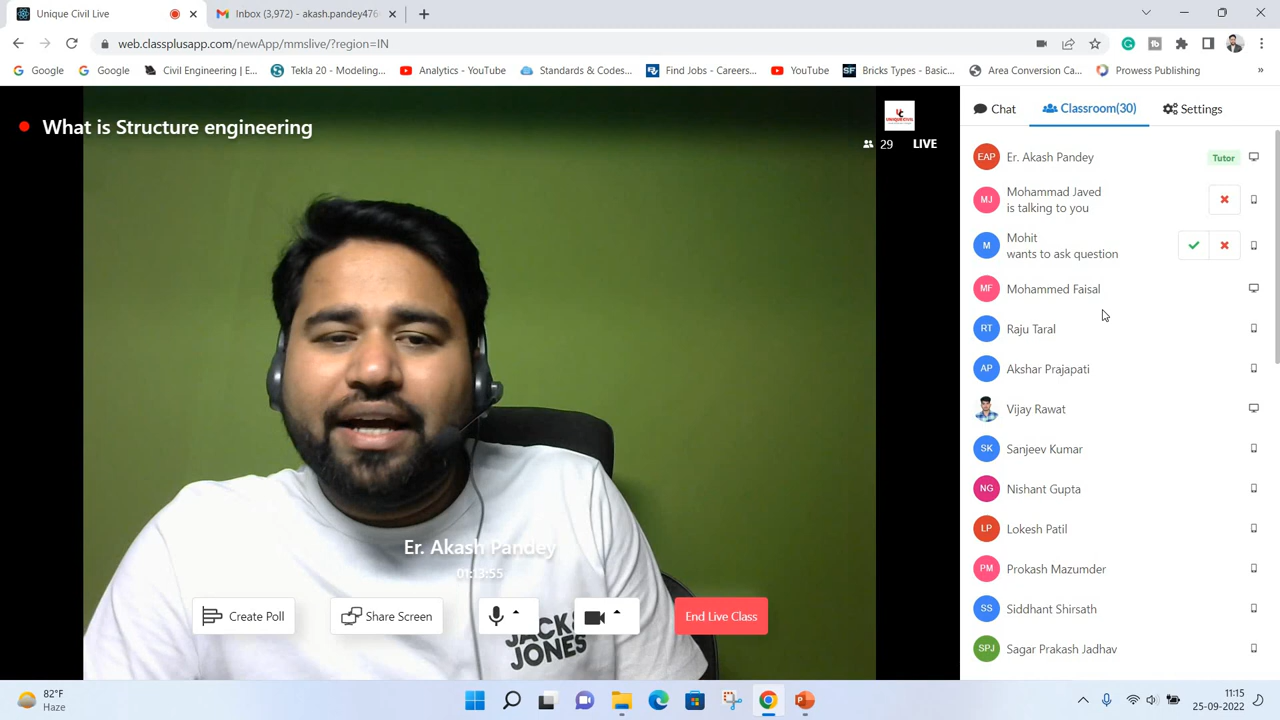 Unique Civil Live
Inbox (3,972) - akash.pandey476
web.classplusapp.com/newApp/mmslive/?region=IN
Google
Google
Civil Engineering | E...
Tekla 20 - Modeling...
Analytics - YouTube
Standards & Codes...
Find Jobs - Careers...
YouTube
Bricks Types - Basic...
Area Conversion Ca...
Prowess Publishing
»
What is Structure engineering
UNIQUE CIVIL
29 LIVE
Er. Akash Pandey
01:13:55
Create Poll
Share Screen
End Live Class
JACK &
JONES
Chat
Classroom(30)
Settings
EAP Er. Akash Pandey Tutor
MJ Mohammad Javed
is talking to you
M Mohit
wants to ask question
MF Mohammed Faisal
RT Raju Taral
AP Akshar Prajapati
Vijay Rawat
SK Sanjeev Kumar
NG Nishant Gupta
LP Lokesh Patil
PM Prokash Mazumder
SS Siddhant Shirsath
SPJ Sagar Prakash Jadhav
82°F
Haze
11:15
25-09-2022